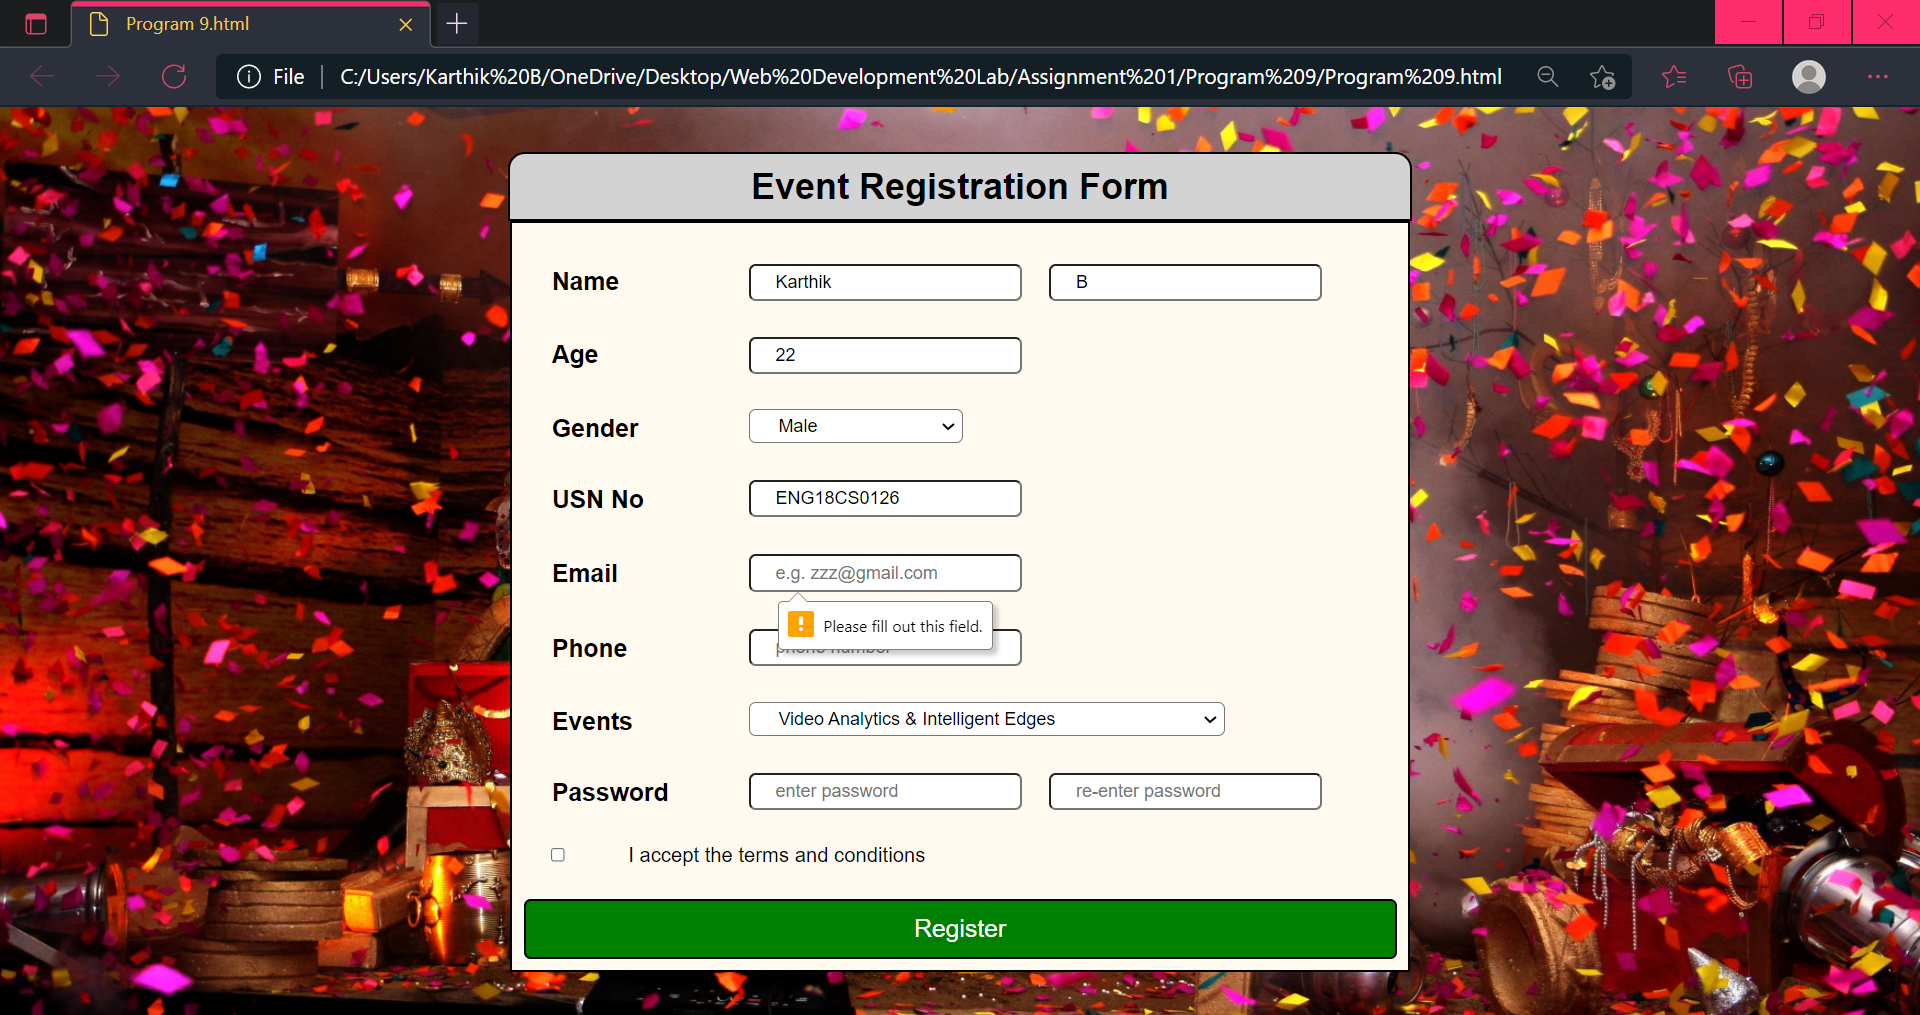 Program 9.html
File C:/Users/Karthik%20B/OneDrive/Desktop/Web%20Development%20Lab/Assignment%201/Program%209/Program%209.html
Event Registration Form
Name Karthik B
Age 22
Gender Male
USN No ENG18CS0126
Email e.g. zzz@gmail.com
Please fill out this field.
Phone phone number
Events Video Analytics & Intelligent Edges
Password enter password re-enter password
I accept the terms and conditions
Register